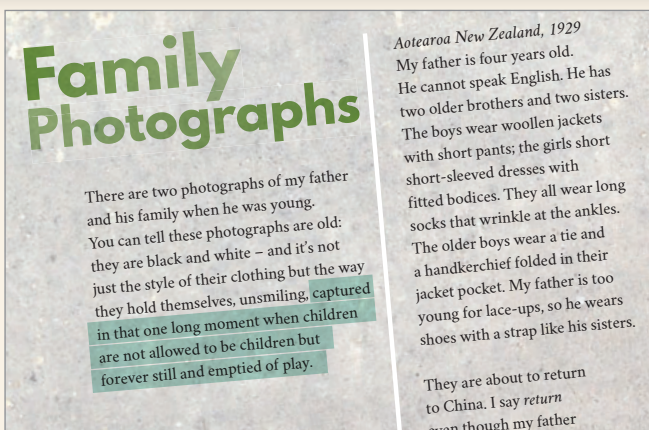 Family
Photographs
There are two photographs of my father
and his family when he was young.
You can tell these photographs are old:
they are black and white – and it's not
just the style of their clothing but the way
they hold themselves, unsmiling, captured
in that one long moment when children
are not allowed to be children but
forever still and emptied of play.
Aotearoa New Zealand, 1929
My father is four years old.
He cannot speak English. He has
two older brothers and two sisters.
The boys wear woollen jackets
with short pants; the girls short
short-sleeved dresses with
fitted bodices. They all wear long
socks that wrinkle at the ankles.
The older boys wear a tie and
a handkerchief folded in their
jacket pocket. My father is too
young for lace-ups, so he wears
shoes with a strap like his sisters.
They are about to return
to China. I say return
even though my father